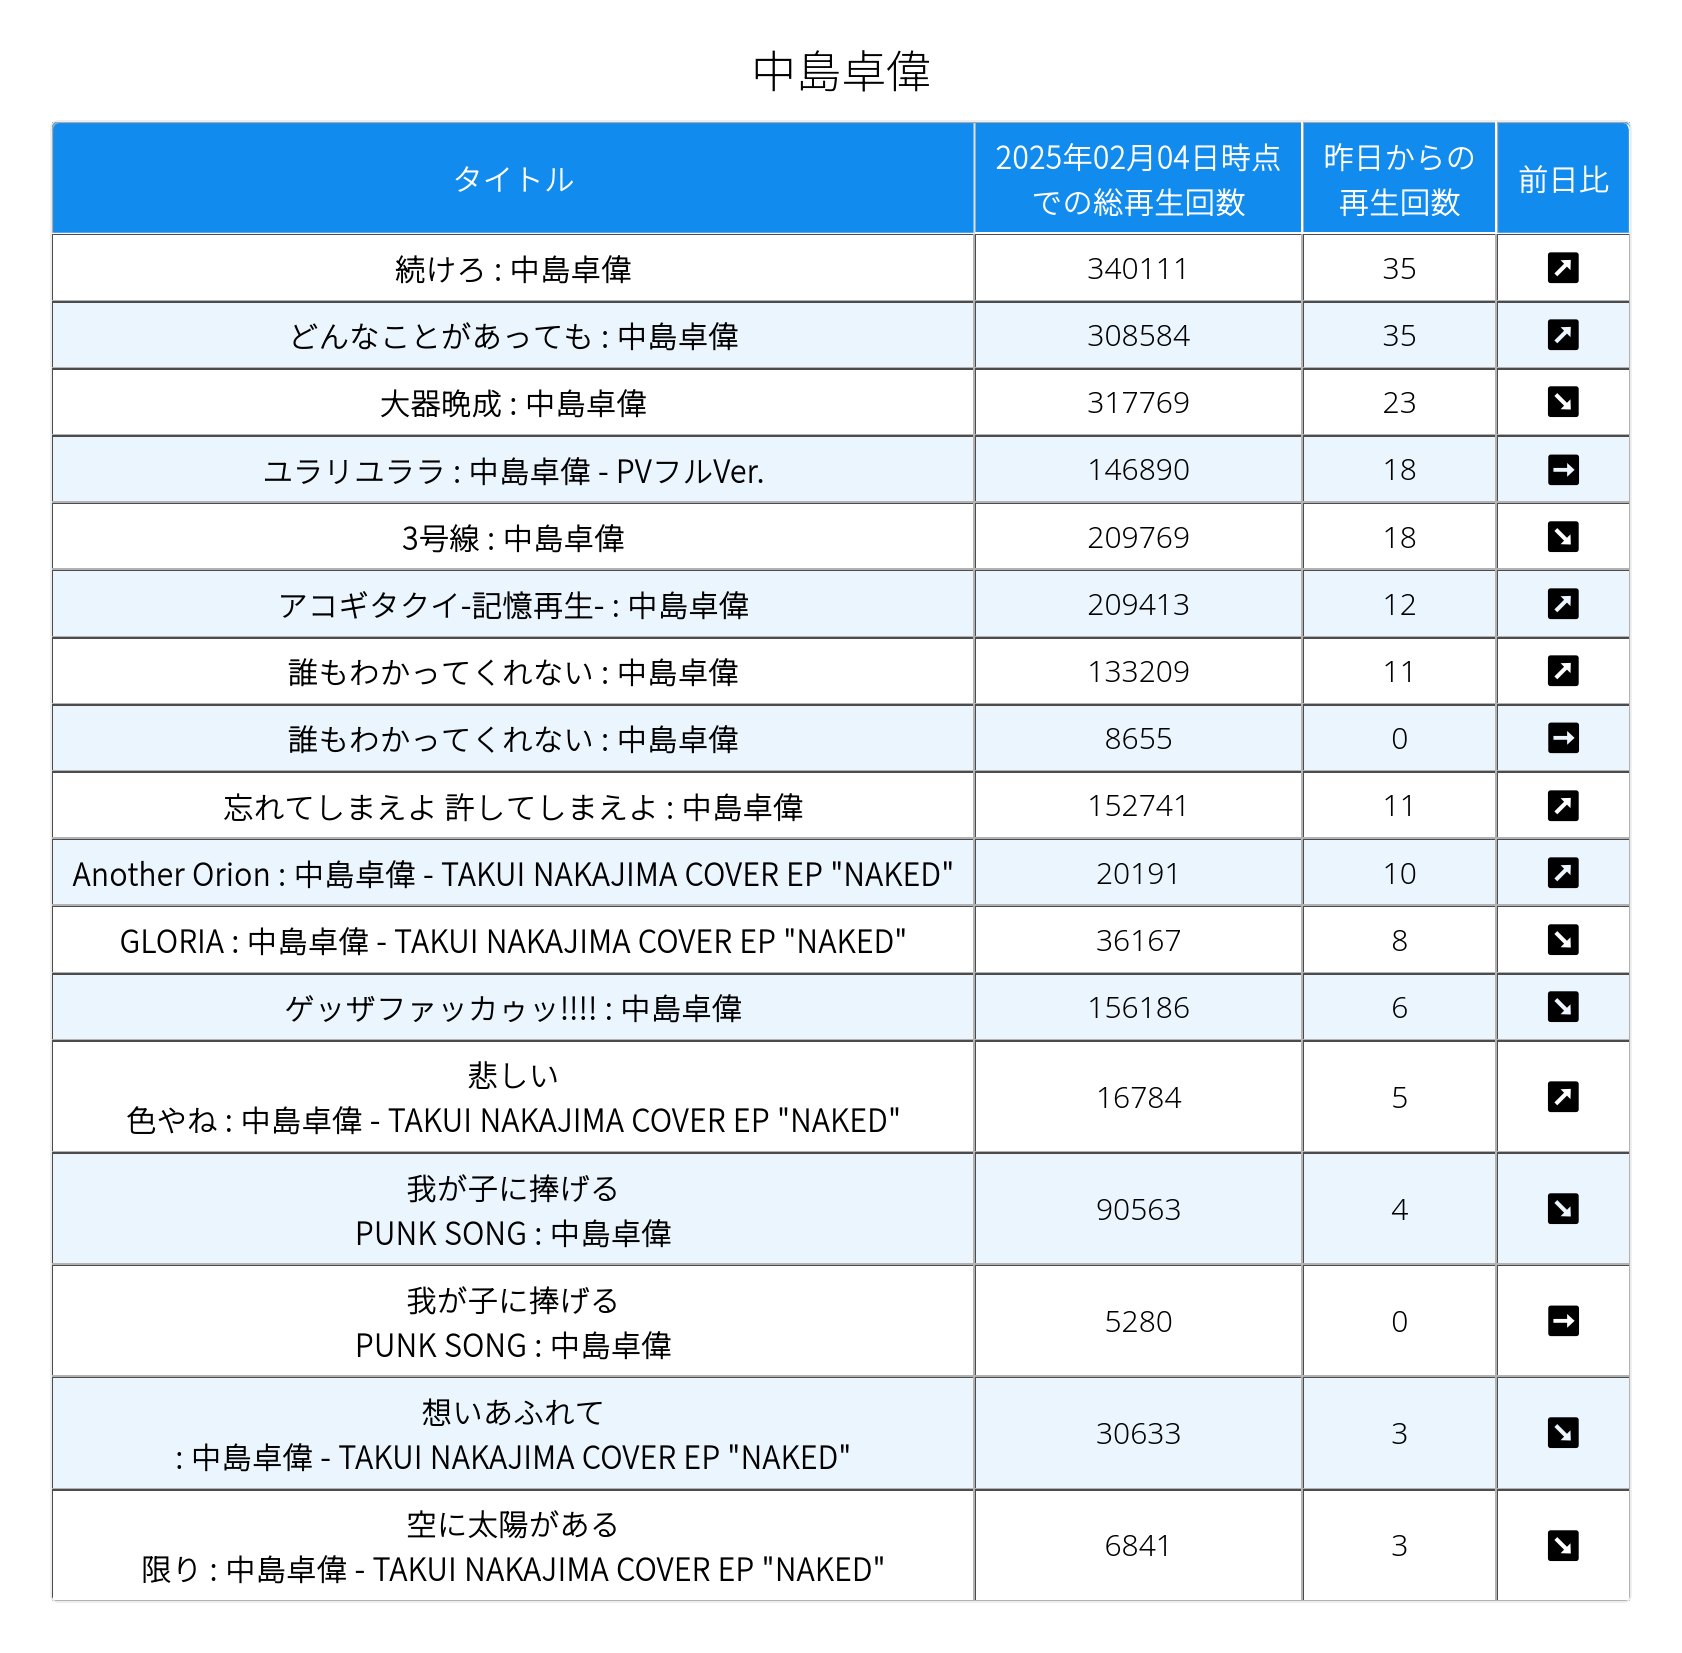 中島卓偉
タイトル
2025年02月04日時点
での総再生回数
昨日からの
再生回数
前日比
続けろ : 中島卓偉 340111 35
どんなことがあっても : 中島卓偉 308584 35
大器晩成 : 中島卓偉 317769 23
ユラリユララ : 中島卓偉 - PVフルVer. 146890 18
3号線 : 中島卓偉 209769 18
アコギタクイ-記憶再生- : 中島卓偉 209413 12
誰もわかってくれない : 中島卓偉 133209 11
誰もわかってくれない : 中島卓偉 8655 0
忘れてしまえよ 許してしまえよ : 中島卓偉 152741 11
Another Orion : 中島卓偉 - TAKUI NAKAJIMA COVER EP "NAKED" 20191 10
GLORIA : 中島卓偉 - TAKUI NAKAJIMA COVER EP "NAKED" 36167 8
ゲッザファッカゥッ!!!! : 中島卓偉 156186 6
悲しい
色やね : 中島卓偉 - TAKUI NAKAJIMA COVER EP "NAKED" 16784 5
我が子に捧げる
PUNK SONG : 中島卓偉 90563 4
我が子に捧げる
PUNK SONG : 中島卓偉 5280 0
想いあふれて
: 中島卓偉 - TAKUI NAKAJIMA COVER EP "NAKED" 30633 3
空に太陽がある
限り : 中島卓偉 - TAKUI NAKAJIMA COVER EP "NAKED" 6841 3